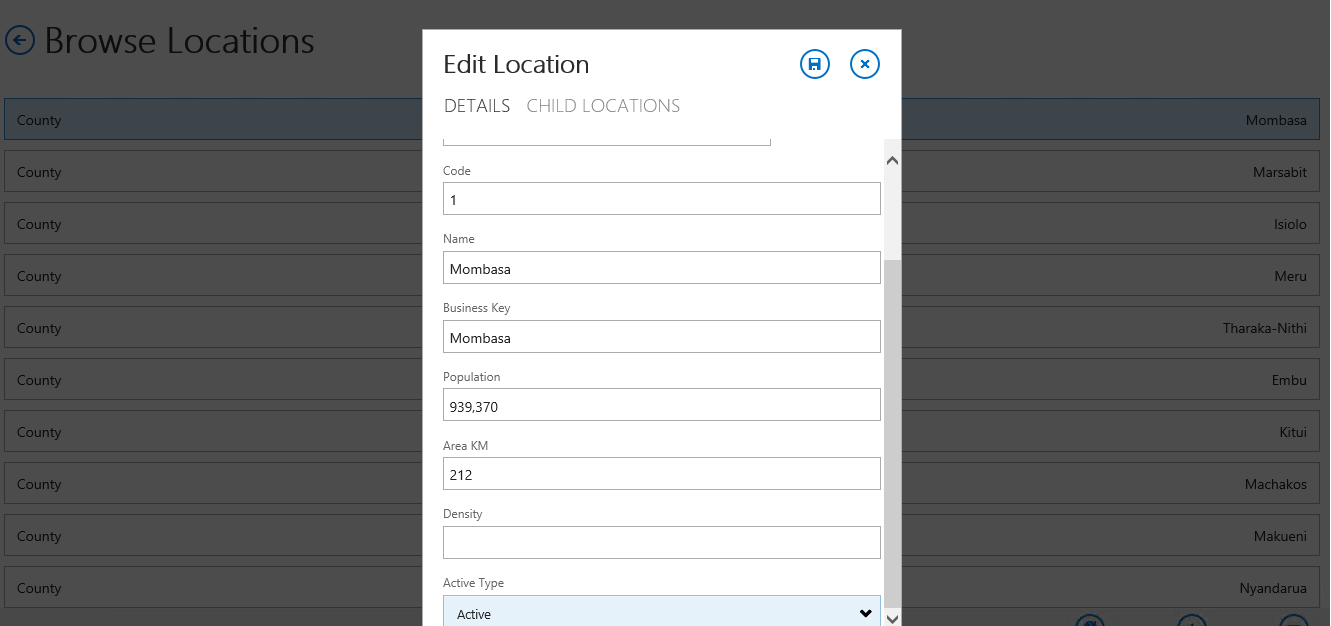 Browse Locations
Edit Location
DETAILS CHILD LOCATIONS
County Mombasa
County Marsabit
County Isiolo
County Meru
County Tharaka-Nithi
County Embu
County Kitui
County Machakos
County Makueni
County Nyandarua
Code
1
Name
Mombasa
Business Key
Mombasa
Population
939,370
Area KM
212
Density
Active Type
Active